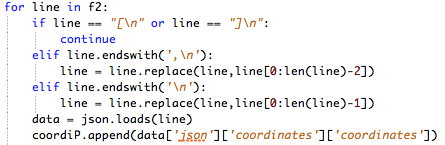 for line in f2:
    if line == "[\n" or line == "]\n":
        continue
    elif line.endswith(',\n'):
        line = line.replace(line,line[0:len(line)-2])
    elif line.endswith('\n'):
        line = line.replace(line,line[0:len(line)-1])
    data = json.loads(line)
    coordiP.append(data['json']['coordinates']['coordinates'])